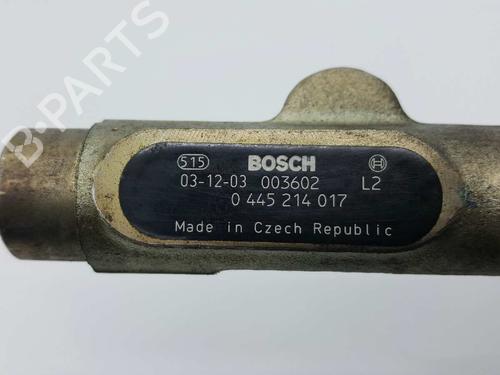 B-PARTS
515 BOSCH
03-12-03 003602 L2
0 445 214 017
Made in Czech Republic